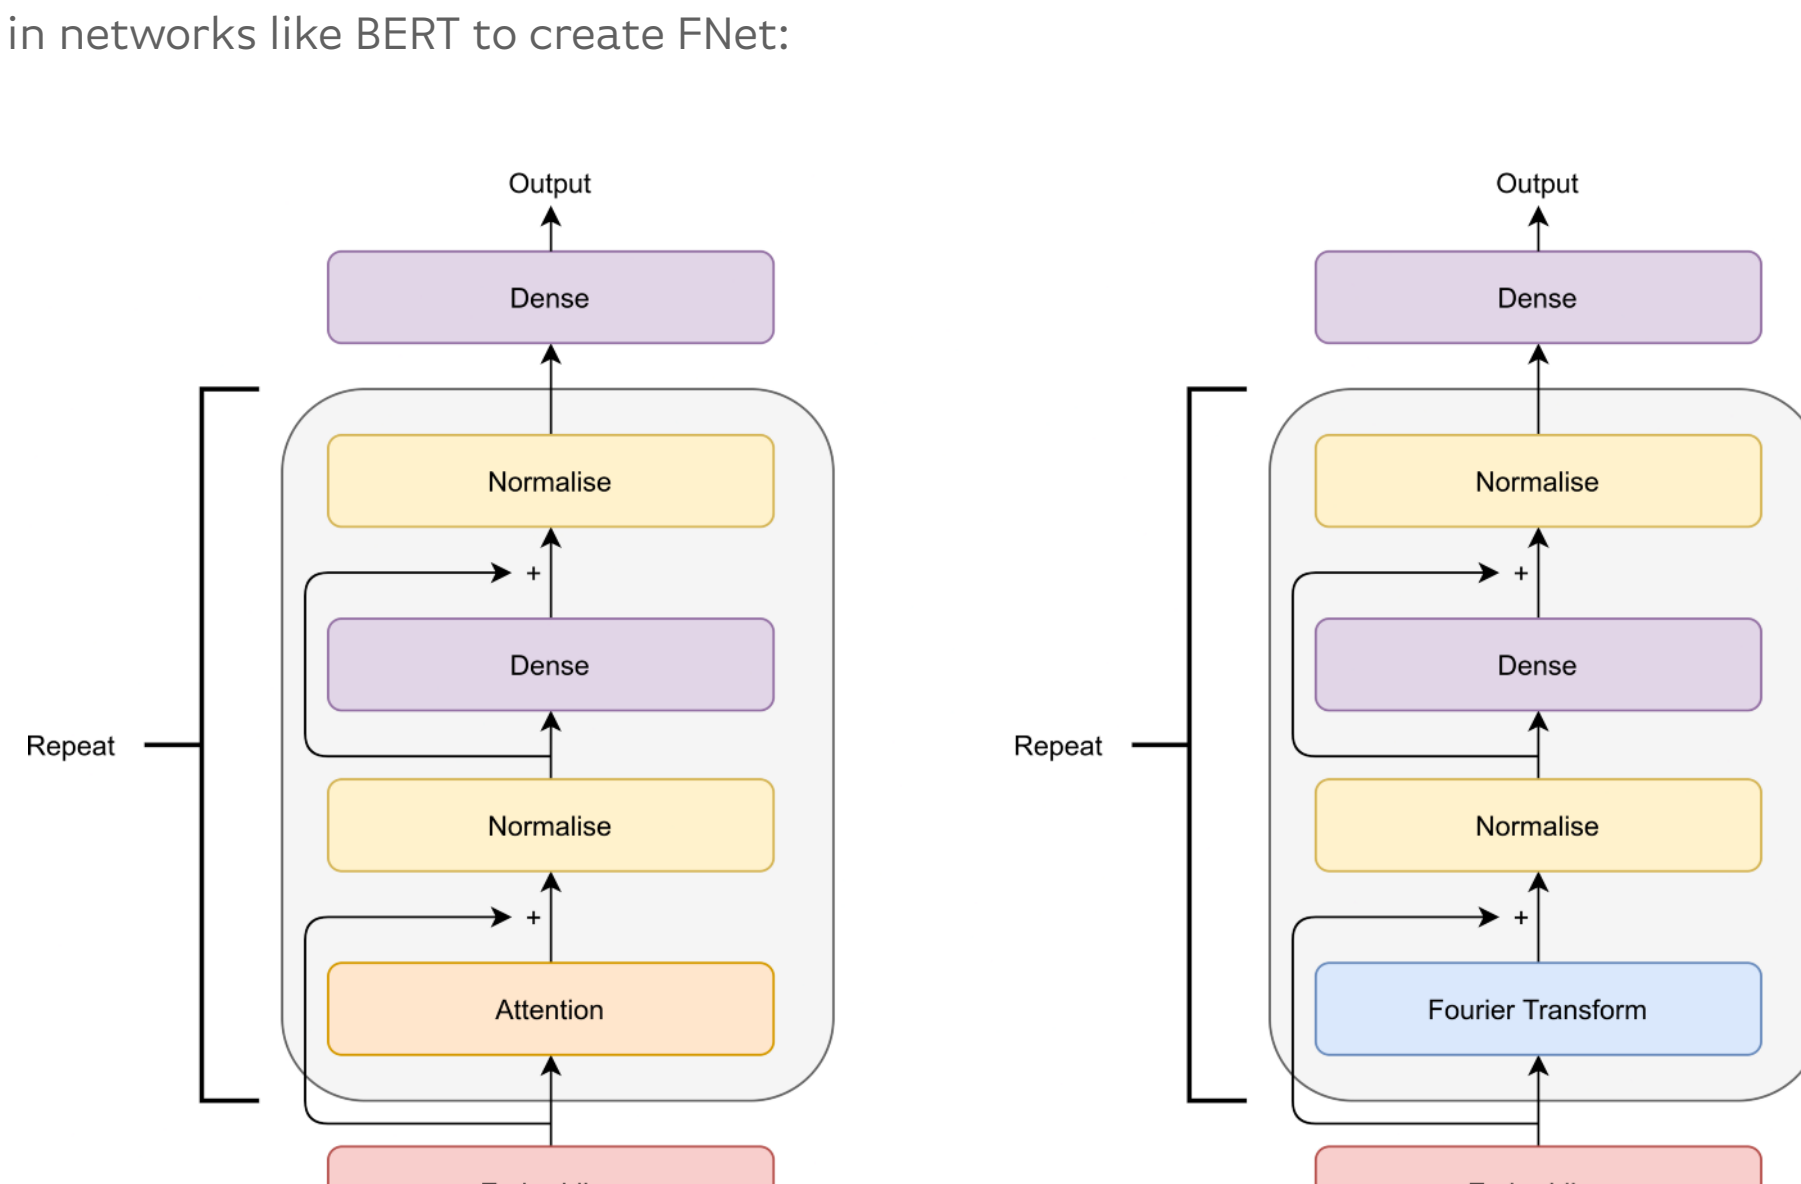 in networks like BERT to create FNet:
Output
Dense
Normalise
+
Dense
Repeat
Normalise
+
Attention
Output
Dense
Normalise
+
Dense
Repeat
Normalise
+
Fourier Transform